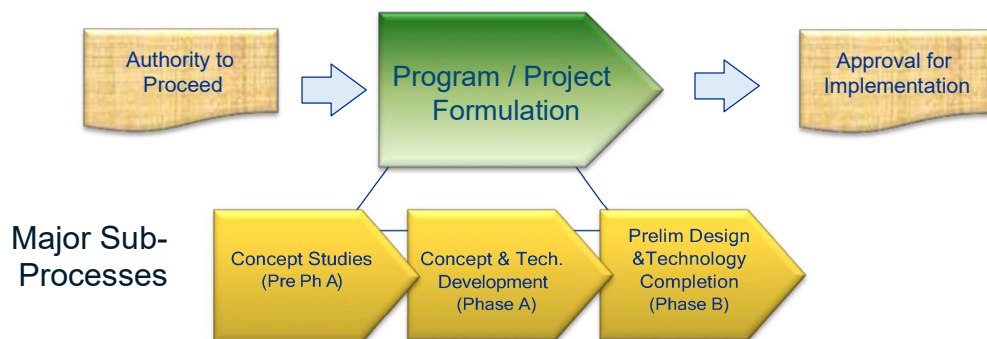 Authority to
Proceed
Program / Project
Formulation
Approval for
Implementation
Major Sub-
Processes
Concept Studies
(Pre Ph A)
Concept & Tech.
Development
(Phase A)
Prelim Design
&Technology
Completion
(Phase B)